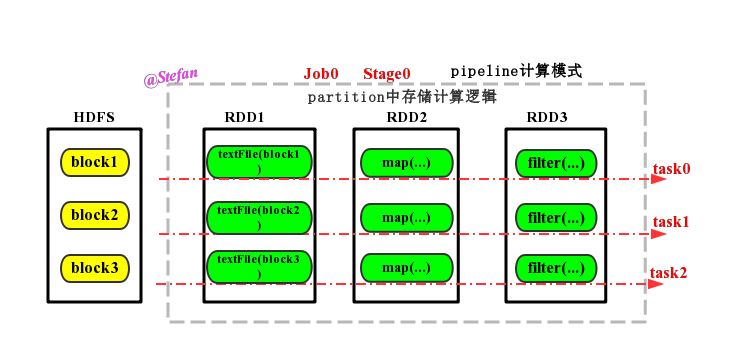 @Stefan
Job0 Stage0 pipeline计算模式
partition中存储计算逻辑
HDFS RDD1 RDD2 RDD3
block1 textFile(block1
) map(...) filter(...) task0
block2 textFile(block2
) map(...) filter(...) task1
block3 textFile(block3
) map(...) filter(...) task2